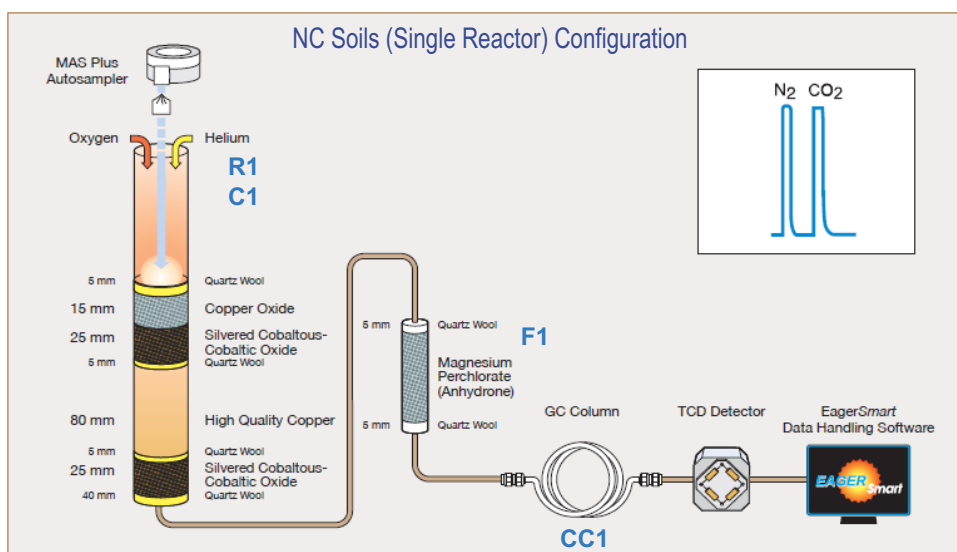 NC Soils (Single Reactor) Configuration
MAS Plus
Autosampler
N2 CO2
Oxygen
Helium
R1
C1
5 mm Quartz Wool
15 mm Copper Oxide
25 mm Silvered Cobaltous-
Cobaltic Oxide
5 mm Quartz Wool
80 mm High Quality Copper
5 mm Quartz Wool
25 mm Silvered Cobaltous-
Cobaltic Oxide
40 mm Quartz Wool
5 mm Quartz Wool
F1
Magnesium
Perchlorate
(Anhydrone)
5 mm Quartz Wool
GC Column
CC1
TCD Detector
EagerSmart
Data Handling Software
EAGER Smart